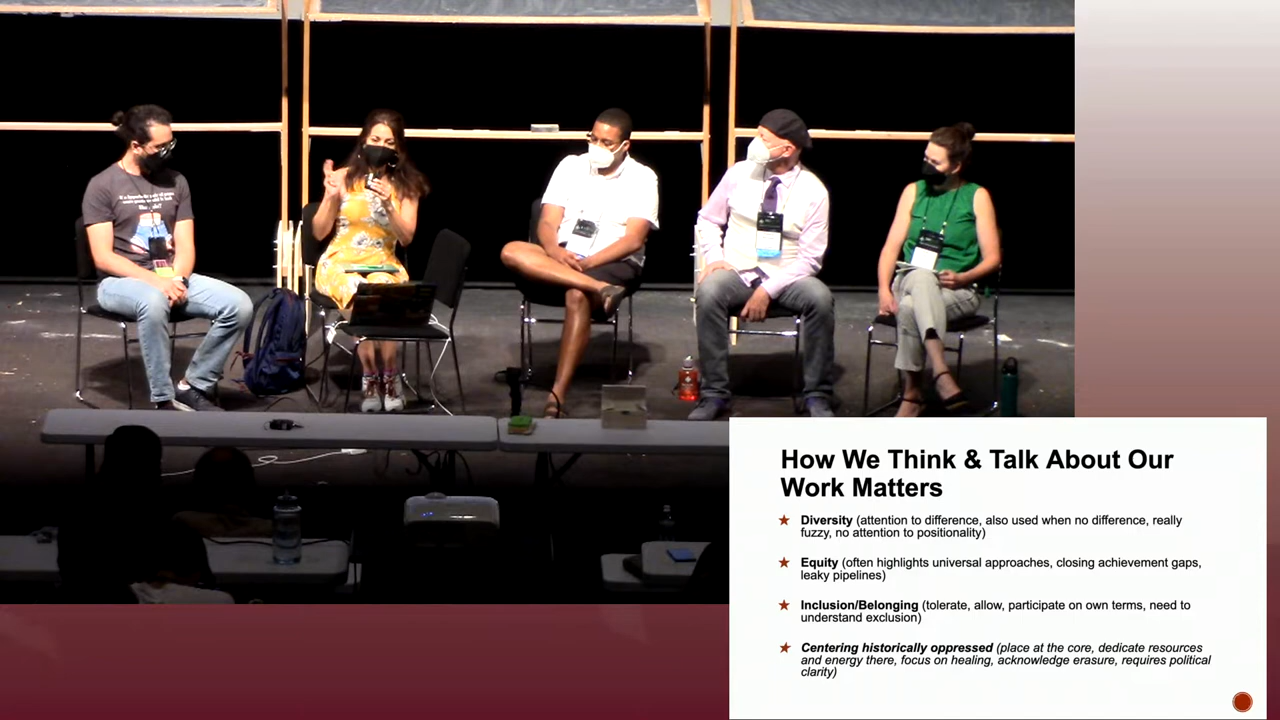 How We Think & Talk About Our
Work Matters
Diversity (attention to difference, also used when no difference, really
fuzzy, no attention to positionality)
Equity (often highlights universal approaches, closing achievement gaps,
leaky pipelines)
Inclusion/Belonging (tolerate, allow, participate on own terms, need to
understand exclusion)
Centering historically oppressed (place at the core, dedicate resources
and energy there, focus on healing, acknowledge erasure, requires political
clarity)